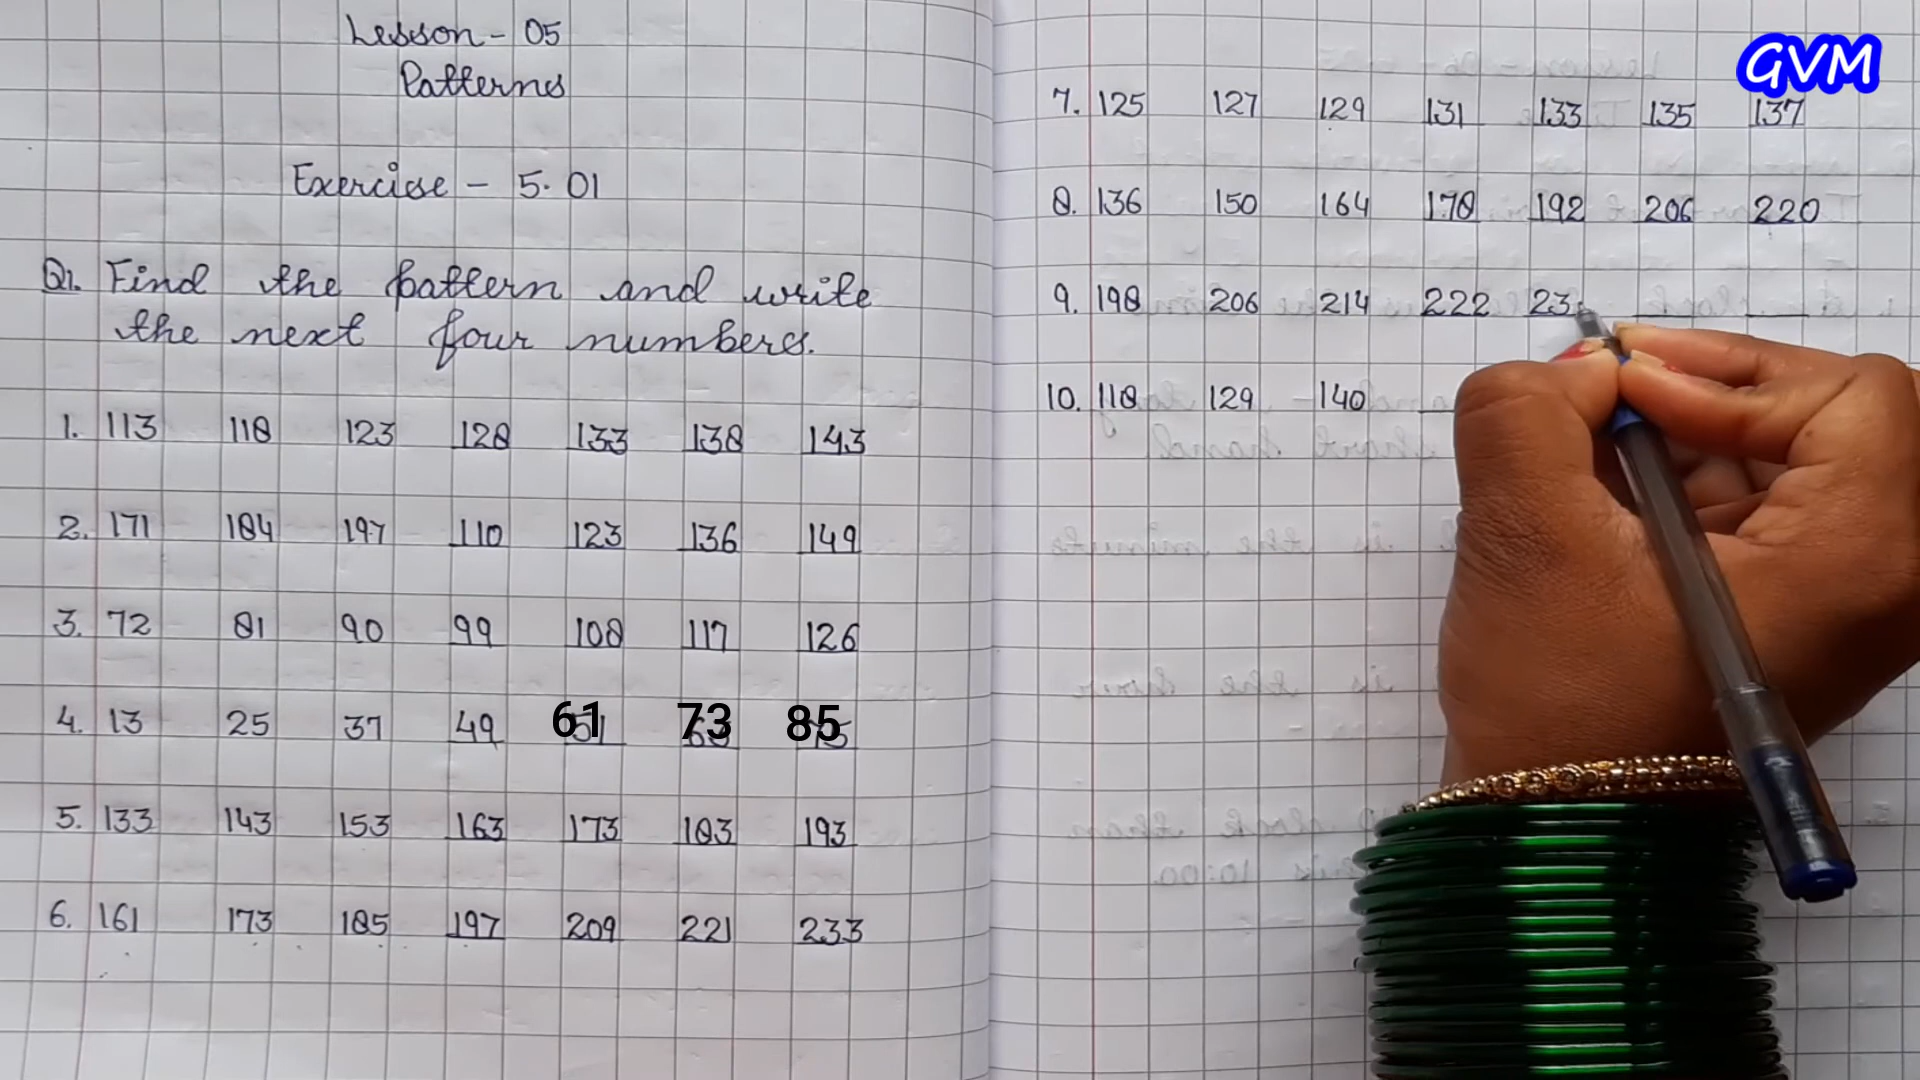 Lesson - 05
Patterns
Exercise - 5.01
Q1. Find the pattern and write
the next four numbers.
1. 113 118 123 128 133 138 143
2. 171 184 197 110 123 136 149
3. 72 81 90 99 108 117 126
4. 13 25 37 49 61 73 85
5. 133 143 153 163 173 183 193
6. 161 173 185 197 209 221 233
GVM
7. 125 127 129 131 133 135 137
8. 136 150 164 178 192 206 220
9. 198 206 214 222 23
10. 118 129 140